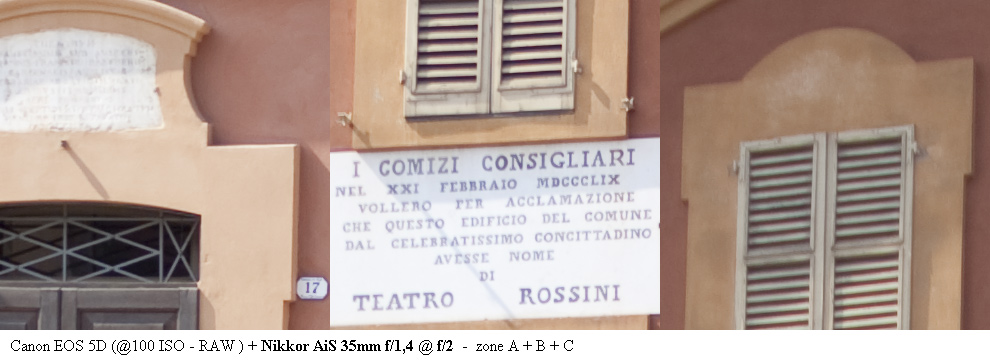 I COMIZI CONSIGLIARI
NEL XXI FEBBRAIO MDCCCLIX
VOLLERO PER ACCLAMAZIONE
CHE QUESTO EDIFICIO DEL COMUNE
DAL CELEBRATISSIMO CONCITTADINO
AVESSE NOME
DI
TEATRO ROSSINI
17
Canon EOS 5D (@100 ISO - RAW ) + Nikkor AiS 35mm f/1,4 @ f/2 - zone A + B + C